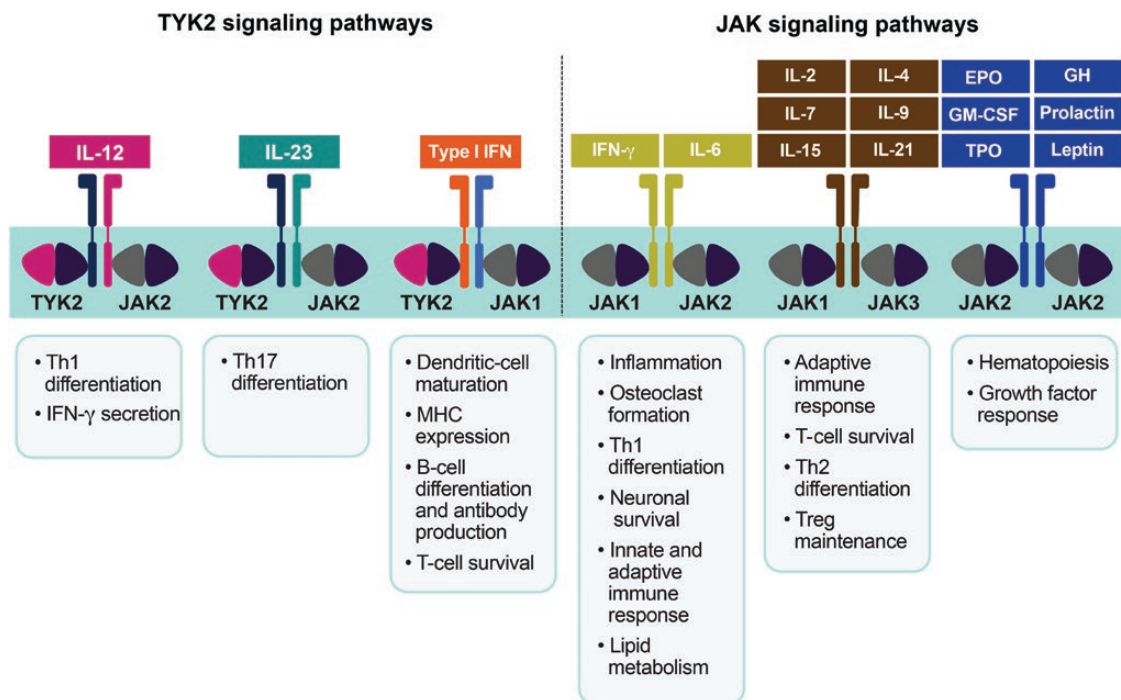 TYK2 signaling pathways
JAK signaling pathways
IL-12
IL-23
Type I IFN
IFN-γ
IL-6
IL-2
IL-4
IL-7
IL-9
IL-15
IL-21
EPO
GH
GM-CSF
Prolactin
TPO
Leptin
TYK2
JAK2
TYK2
JAK2
TYK2
JAK1
JAK1
JAK2
JAK1
JAK3
JAK2
JAK2
• Th1
differentiation
• IFN-γ secretion
• Th17
differentiation
• Dendritic-cell
maturation
• MHC
expression
• B-cell
differentiation
and antibody
production
• T-cell survival
• Inflammation
• Osteoclast
formation
• Th1
differentiation
• Neuronal
survival
• Innate and
adaptive
immune
response
• Lipid
metabolism
• Adaptive
immune
response
• T-cell survival
• Th2
differentiation
• Treg
maintenance
• Hematopoiesis
• Growth factor
response